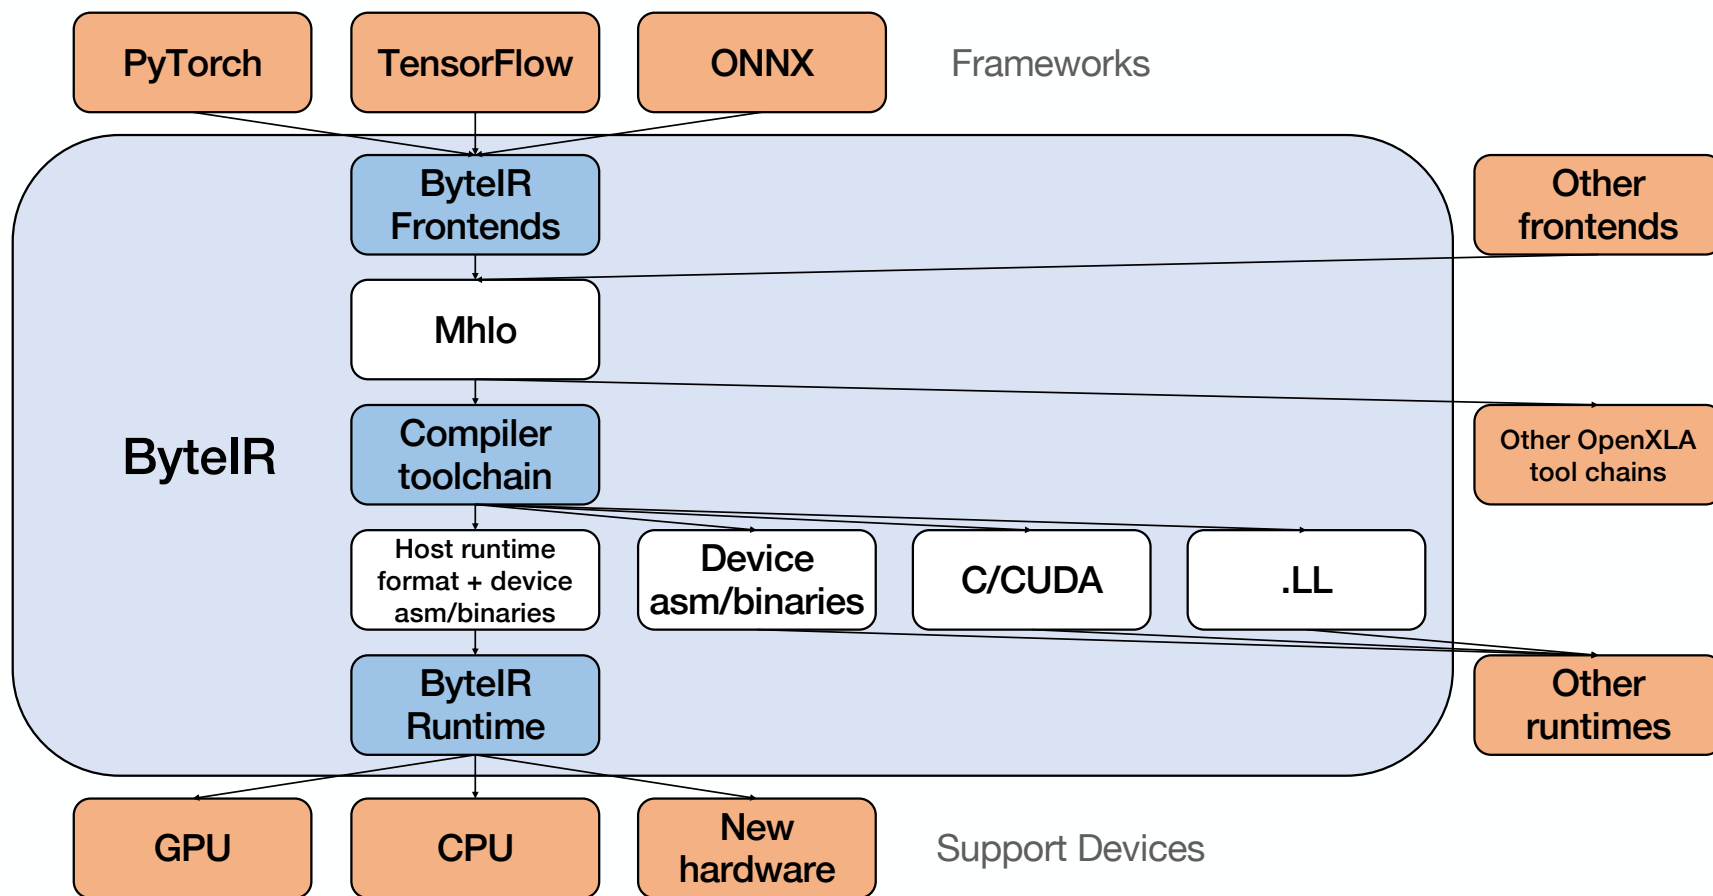 PyTorch
TensorFlow
ONNX
Frameworks
ByteIR
Frontends
Other
frontends
Mhlo
ByteIR
Compiler
toolchain
Other OpenXLA
tool chains
Host runtime
format + device
asm/binaries
Device
asm/binaries
C/CUDA
.LL
ByteIR
Runtime
Other
runtimes
GPU
CPU
New
hardware
Support Devices